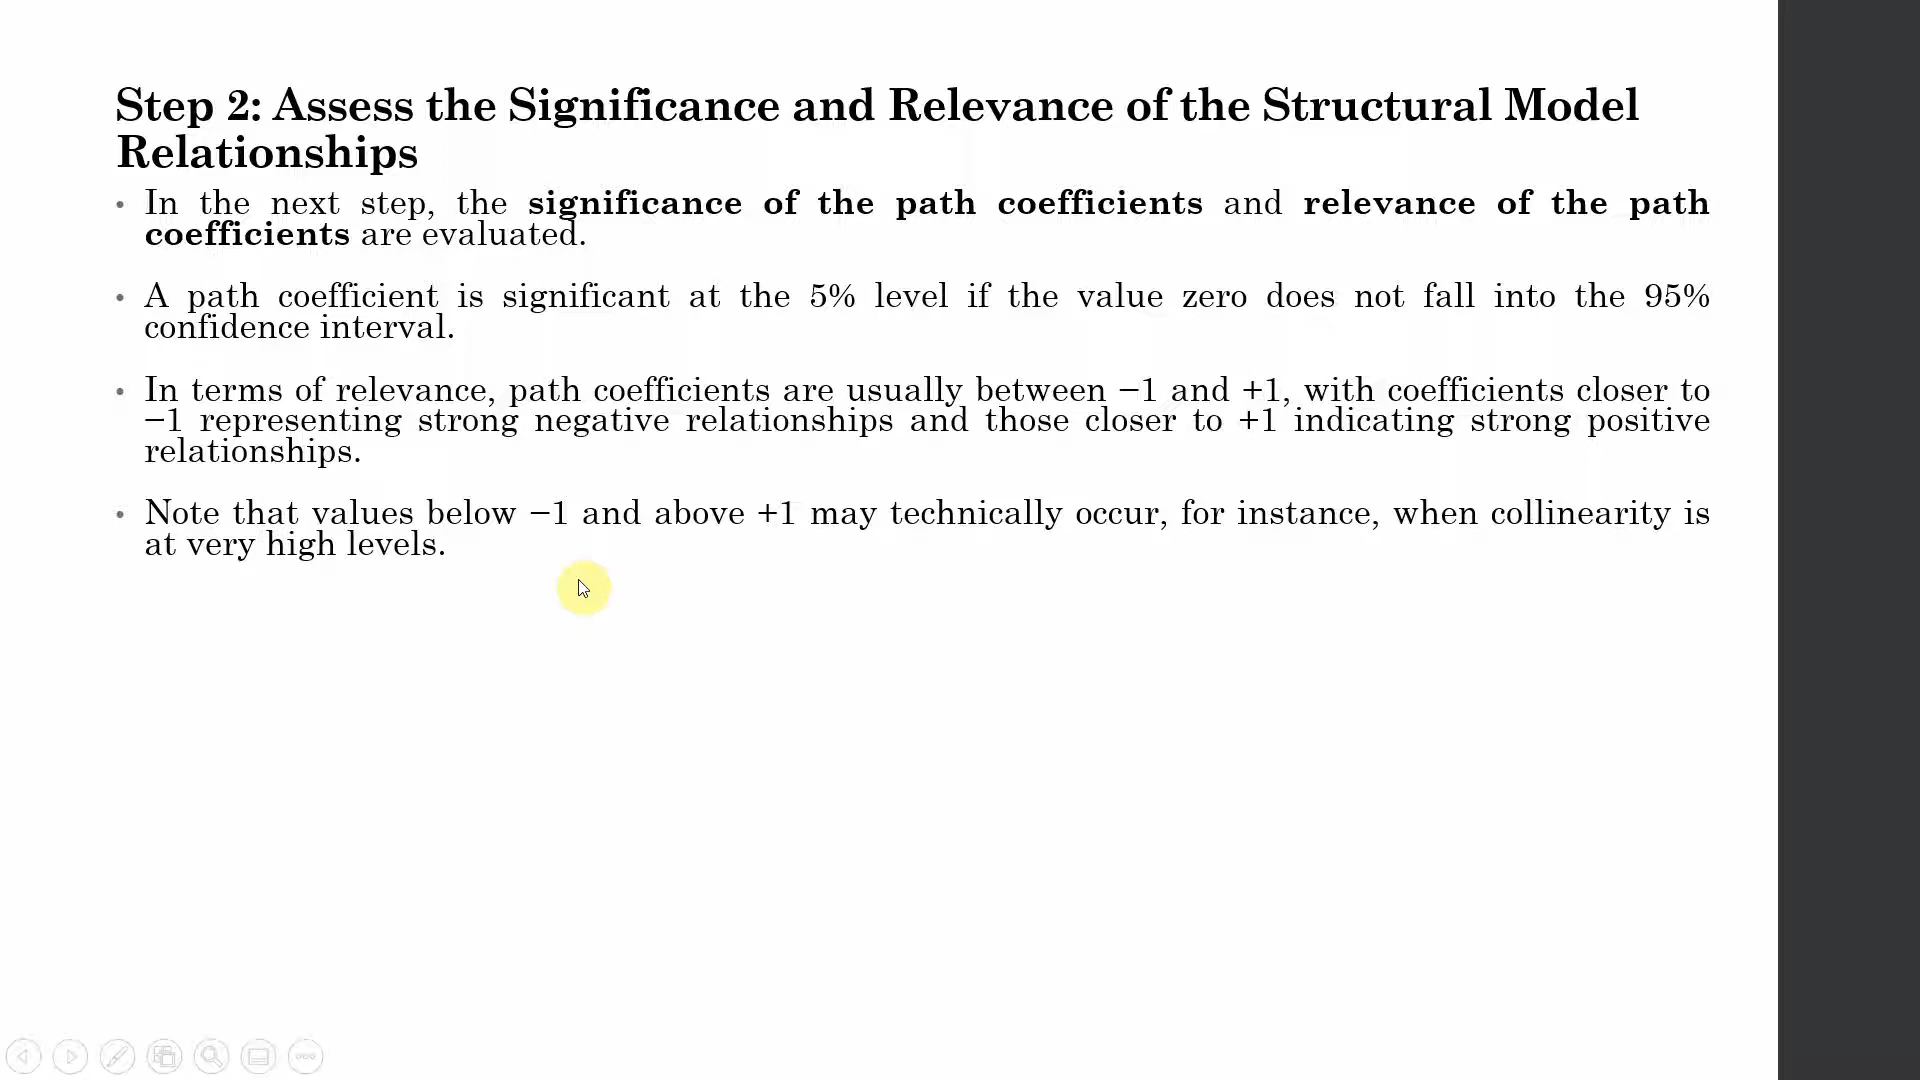 Step 2: Assess the Significance and Relevance of the Structural Model
Relationships
• In the next step, the significance of the path coefficients and relevance of the path
coefficients are evaluated.
• A path coefficient is significant at the 5% level if the value zero does not fall into the 95%
confidence interval.
• In terms of relevance, path coefficients are usually between −1 and +1, with coefficients closer to
−1 representing strong negative relationships and those closer to +1 indicating strong positive
relationships.
• Note that values below −1 and above +1 may technically occur, for instance, when collinearity is
at very high levels.